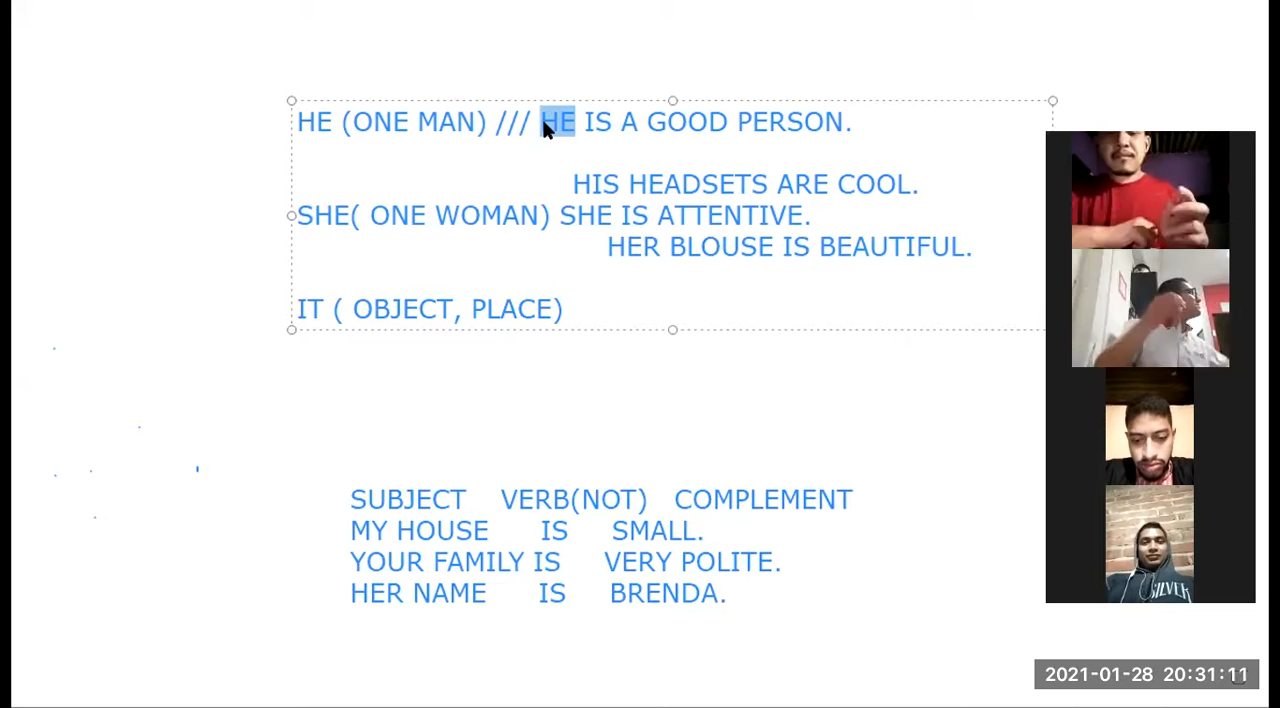 HE (ONE MAN) /// HE IS A GOOD PERSON.
HIS HEADSETS ARE COOL.
SHE( ONE WOMAN) SHE IS ATTENTIVE.
HER BLOUSE IS BEAUTIFUL.
IT ( OBJECT, PLACE)
SUBJECT VERB(NOT) COMPLEMENT
MY HOUSE IS SMALL.
YOUR FAMILY IS VERY POLITE.
HER NAME IS BRENDA.
SILVER
2021-01-28 20:31:11